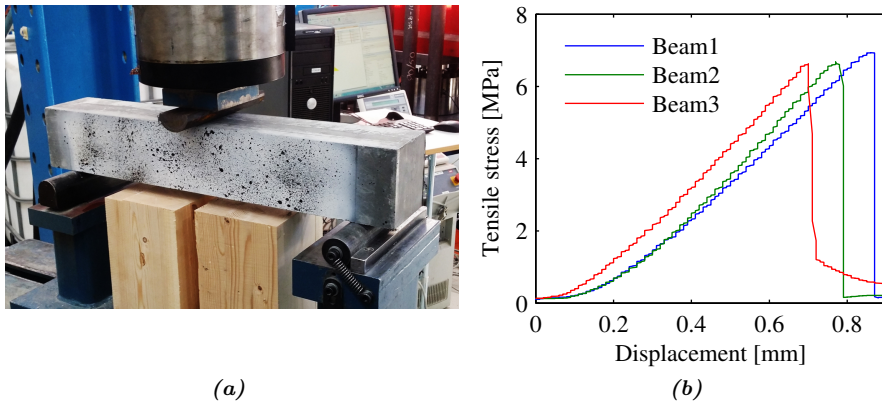 8
6
4
2
0
Tensile stress [MPa]
Beam1
Beam2
Beam3
0 0.2 0.4 0.6 0.8
Displacement [mm]
(a) (b)